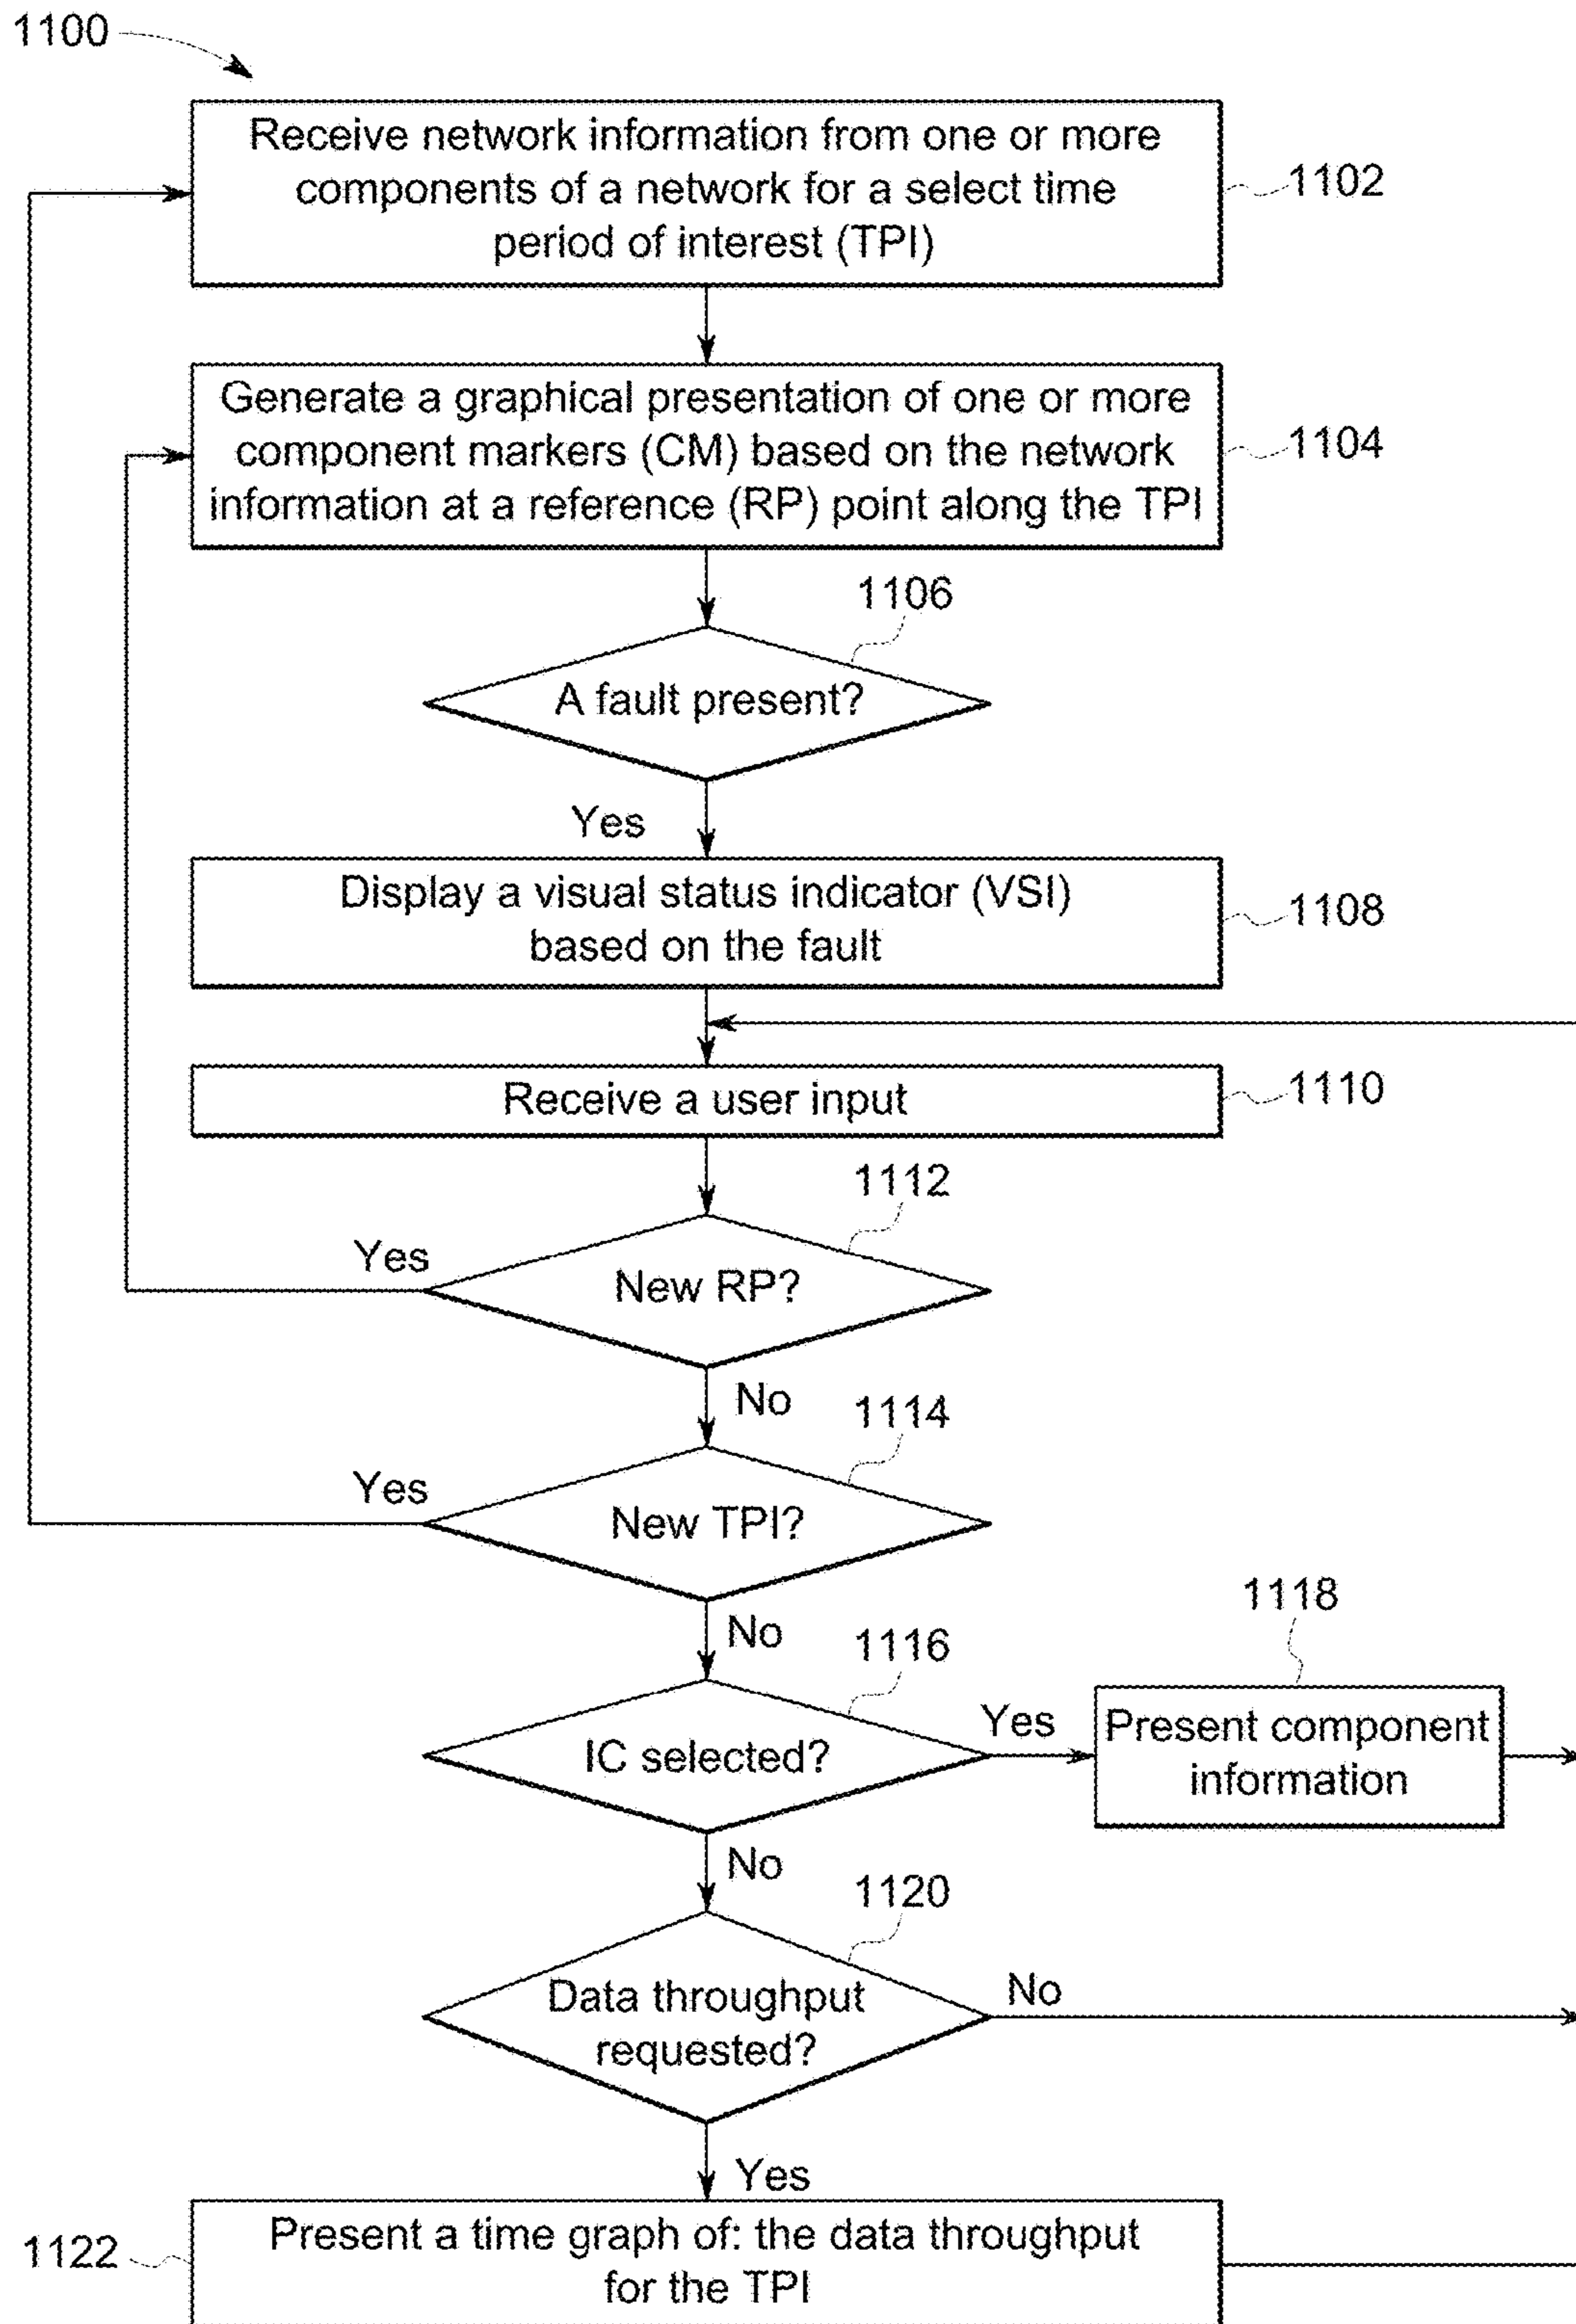 1100
Receive network information from one or more
components of a network for a select time
period of interest (TPI)
1102
Generate a graphical presentation of one or more
component markers (CM) based on the network
information at a reference (RP) point along the TPI
1104
1106
A fault present?
Yes
Display a visual status indicator (VSI)
based on the fault
1108
Receive a user input
1110
1112
Yes
New RP?
No
1114
Yes
New TPI?
No
1116
IC selected?
Yes
1118
Present component
information
No
1120
Data throughput
requested?
No
Yes
1122
Present a time graph of: the data throughput
for the TPI